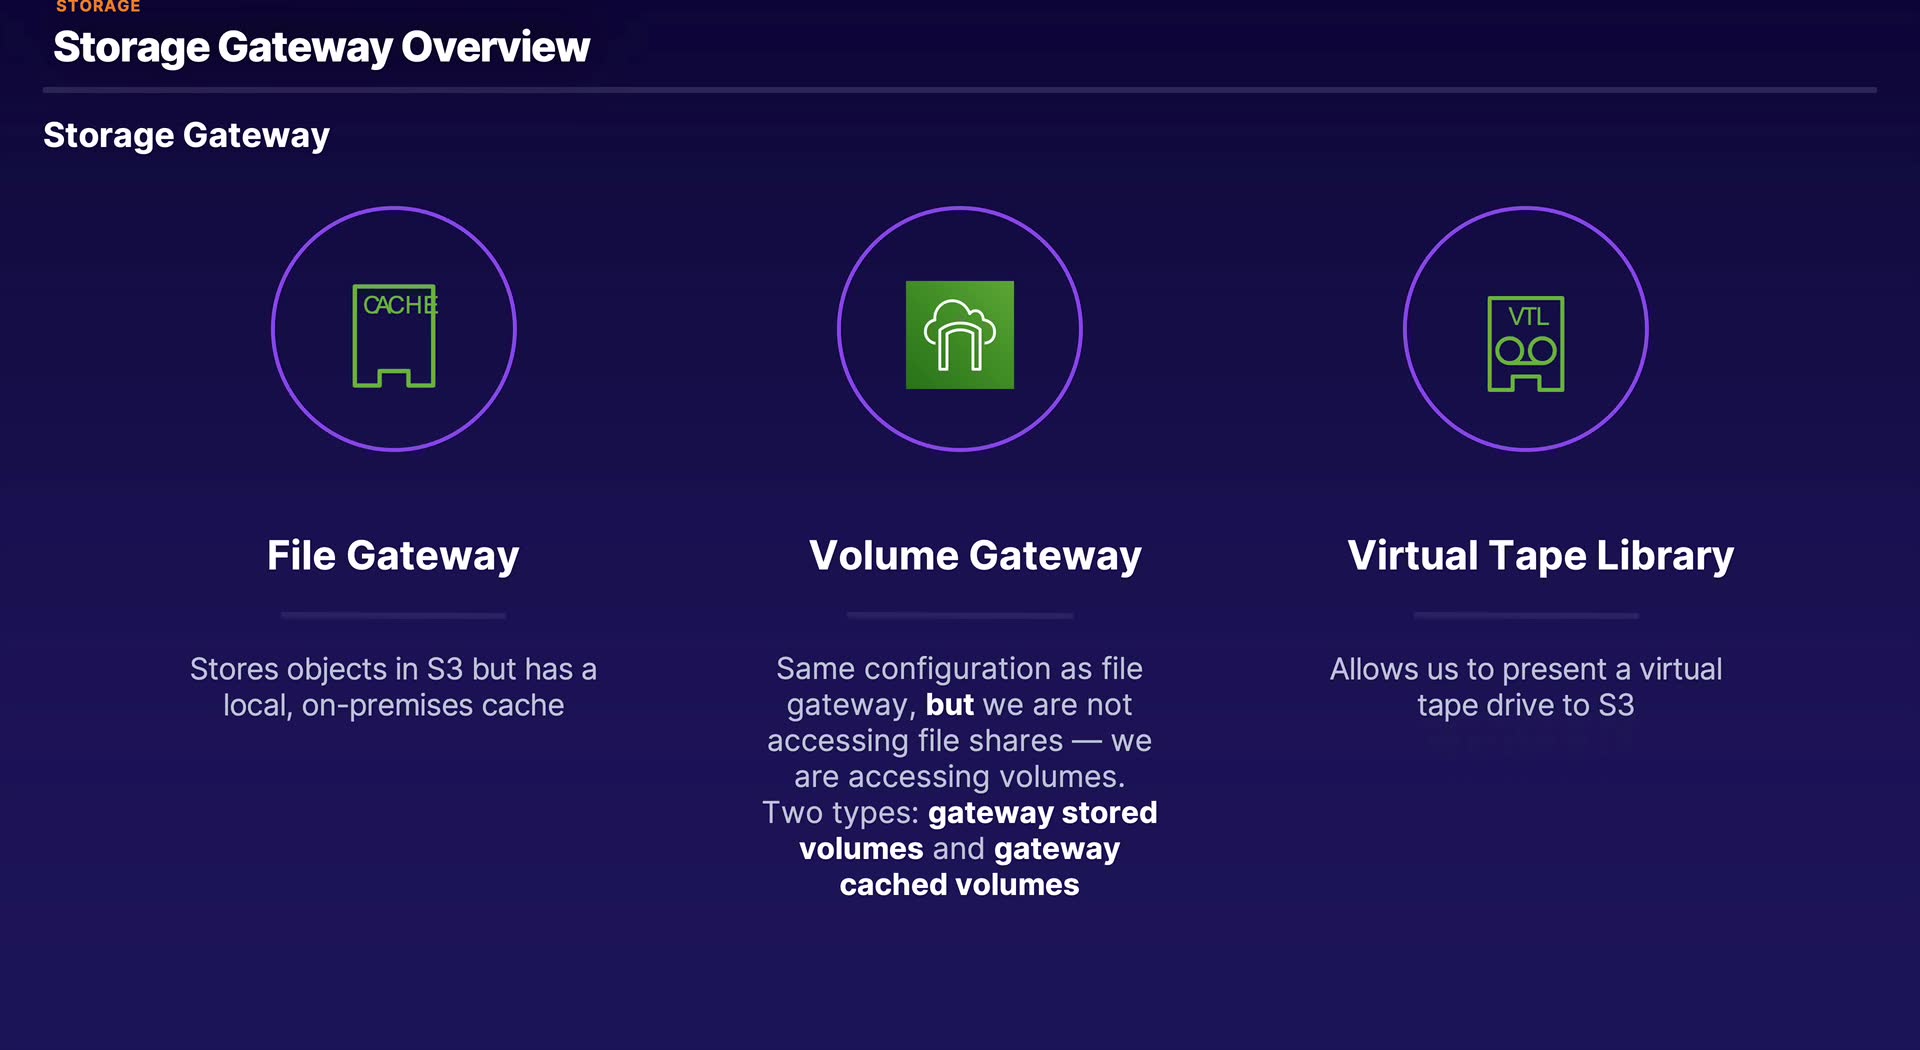 STORAGE
Storage Gateway Overview
Storage Gateway
CACHE
VTL
File Gateway
Stores objects in S3 but has a
local, on-premises cache
Volume Gateway
Same configuration as file
gateway, but we are not
accessing file shares — we
are accessing volumes.
Two types: gateway stored
volumes and gateway
cached volumes
Virtual Tape Library
Allows us to present a virtual
tape drive to S3